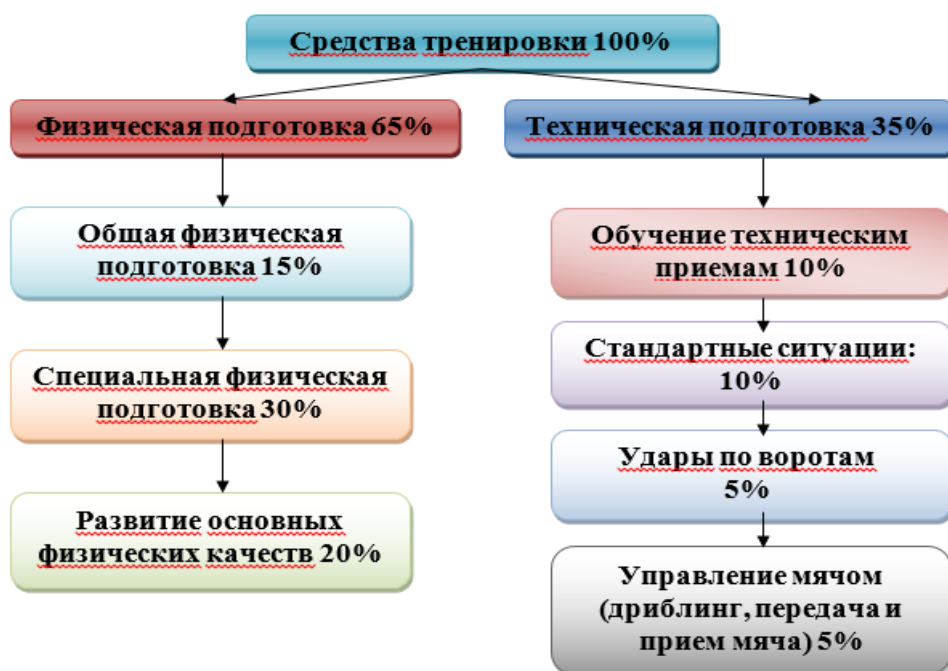 Средства тренировки 100%
Физическая подготовка 65%
Техническая подготовка 35%
Общая физическая
подготовка 15%
Специальная физическая
подготовка 30%
Развитие основных
физических качеств 20%
Обучение техническим
приемам 10%
Стандартные ситуации:
10%
Удары по воротам
5%
Управление мячом
(дриблинг, передача и
прием мяча) 5%